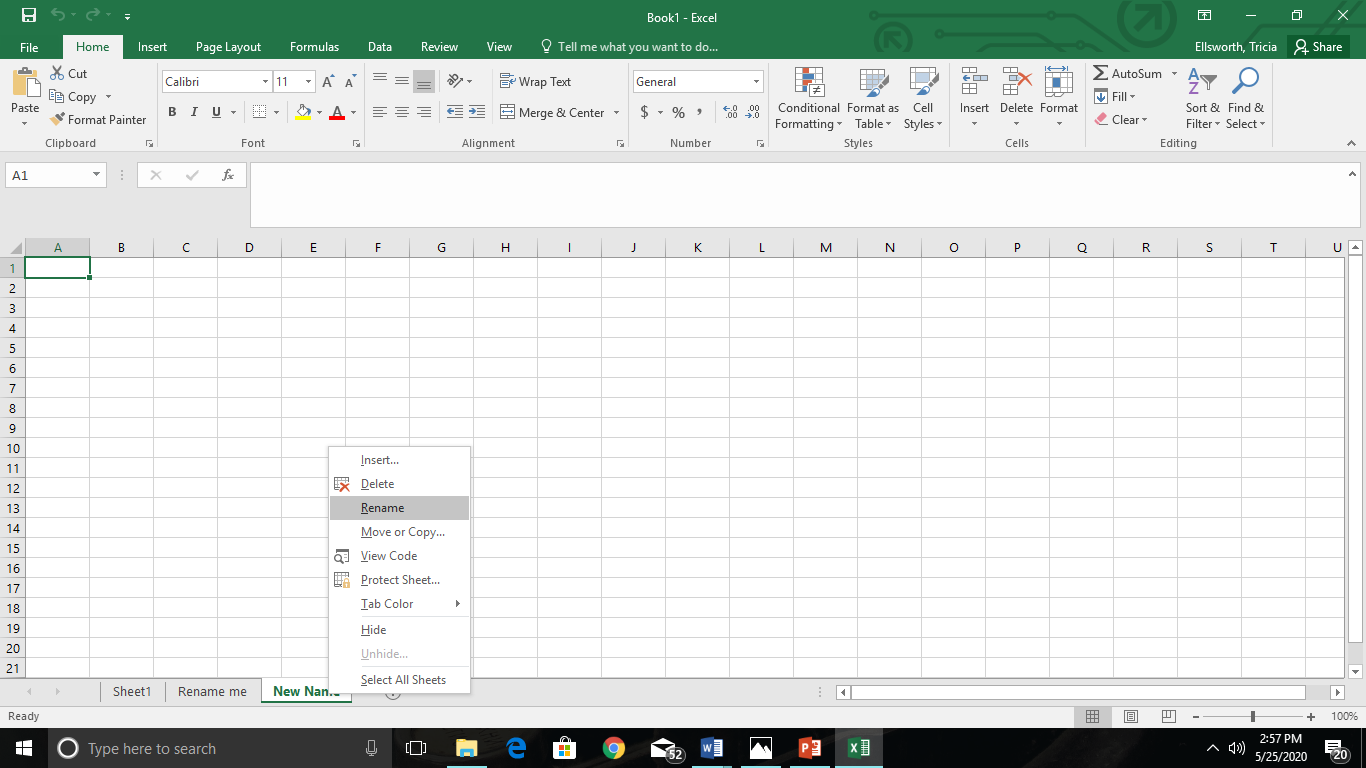 Book1 - Excel
File Home Insert Page Layout Formulas Data Review View Tell me what you want to do... Ellsworth, Tricia Share
Paste
Cut
Copy
Format Painter
Clipboard
Calibri 11
B I U A
Font
Wrap Text
Merge & Center
Alignment
General
$ % ,
Number
Conditional Formatting
Format as Table
Cell Styles
Styles
Insert Delete Format
Cells
AutoSum
Fill
Clear
Sort & Filter
Find & Select
Editing
A1 fx
A B C D E F G H I J K L M N O P Q R S T U
1
2
3
4
5
6
7
8
9
10
11
12
13
14
15
16
17
18
19
20
21
Insert...
Delete
Rename
Move or Copy...
View Code
Protect Sheet...
Tab Color
Hide
Unhide...
Select All Sheets
Sheet1 Rename me New Name
Ready 100%
Type here to search 52 2:57 PM
5/25/2020 20